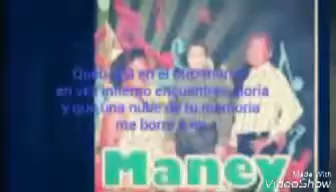 en el
en vez infierno encuentres gloria
y que una nube de tu memoria
me borre a mi
Maney
Made With
VideoShow